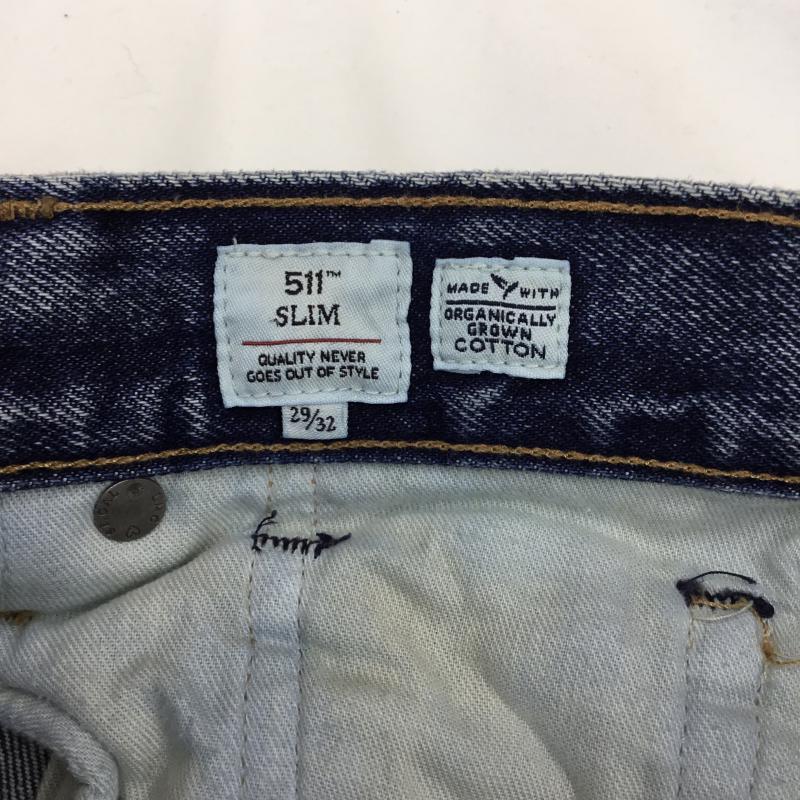 511™
SLIM
QUALITY NEVER
GOES OUT OF STYLE
29/32
MADE WITH
ORGANICALLY
GROWN
COTTON